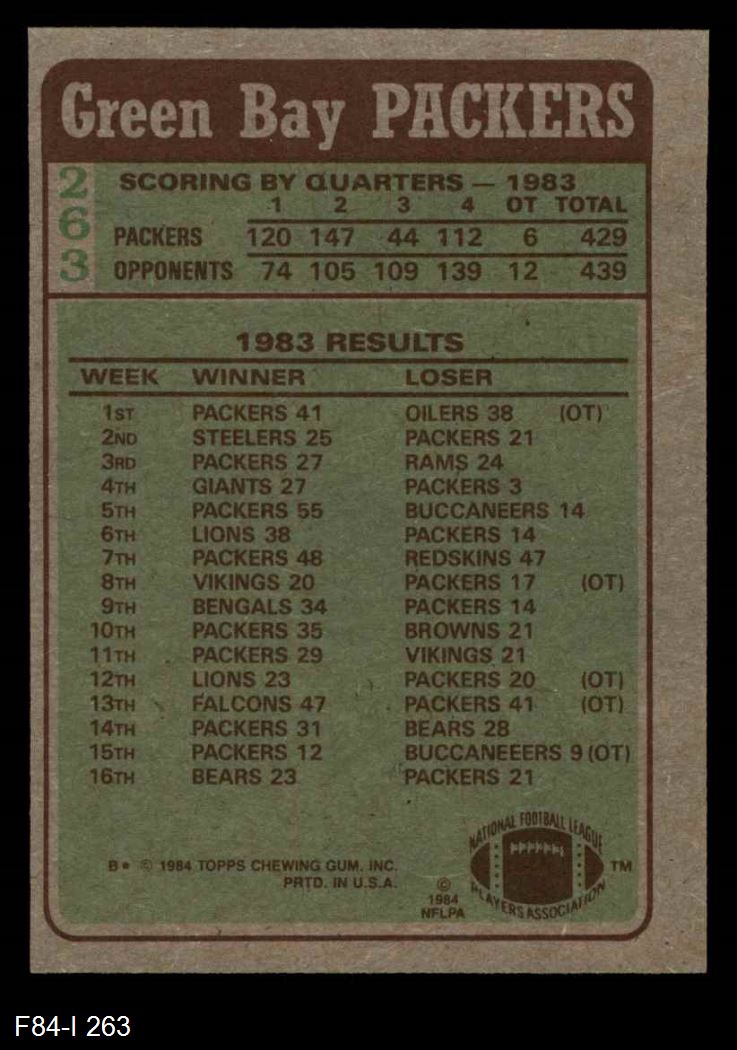 Green Bay PACKERS
263
SCORING BY QUARTERS — 1983
1 2 3 4 OT TOTAL
PACKERS 120 147 44 112 6 429
OPPONENTS 74 105 109 139 12 439
1983 RESULTS
WEEK WINNER LOSER
1ST PACKERS 41 OILERS 38 (OT)
2ND STEELERS 25 PACKERS 21
3RD PACKERS 27 RAMS 24
4TH GIANTS 27 PACKERS 3
5TH PACKERS 55 BUCCANEERS 14
6TH LIONS 38 PACKERS 14
7TH PACKERS 48 REDSKINS 47
8TH VIKINGS 20 PACKERS 17 (OT)
9TH BENGALS 34 PACKERS 14
10TH PACKERS 35 BROWNS 21
11TH PACKERS 29 VIKINGS 21
12TH LIONS 23 PACKERS 20 (OT)
13TH FALCONS 47 PACKERS 41 (OT)
14TH PACKERS 31 BEARS 28
15TH PACKERS 12 BUCCANEEERS 9 (OT)
16TH BEARS 23 PACKERS 21
NATIONAL FOOTBALL LEAGUE
PLAYERS ASSOCIATION
TM
B* © 1984 TOPPS CHEWING GUM. INC.
PRTD. IN U.S.A.
©
1984
NFLPA
F84-I 263